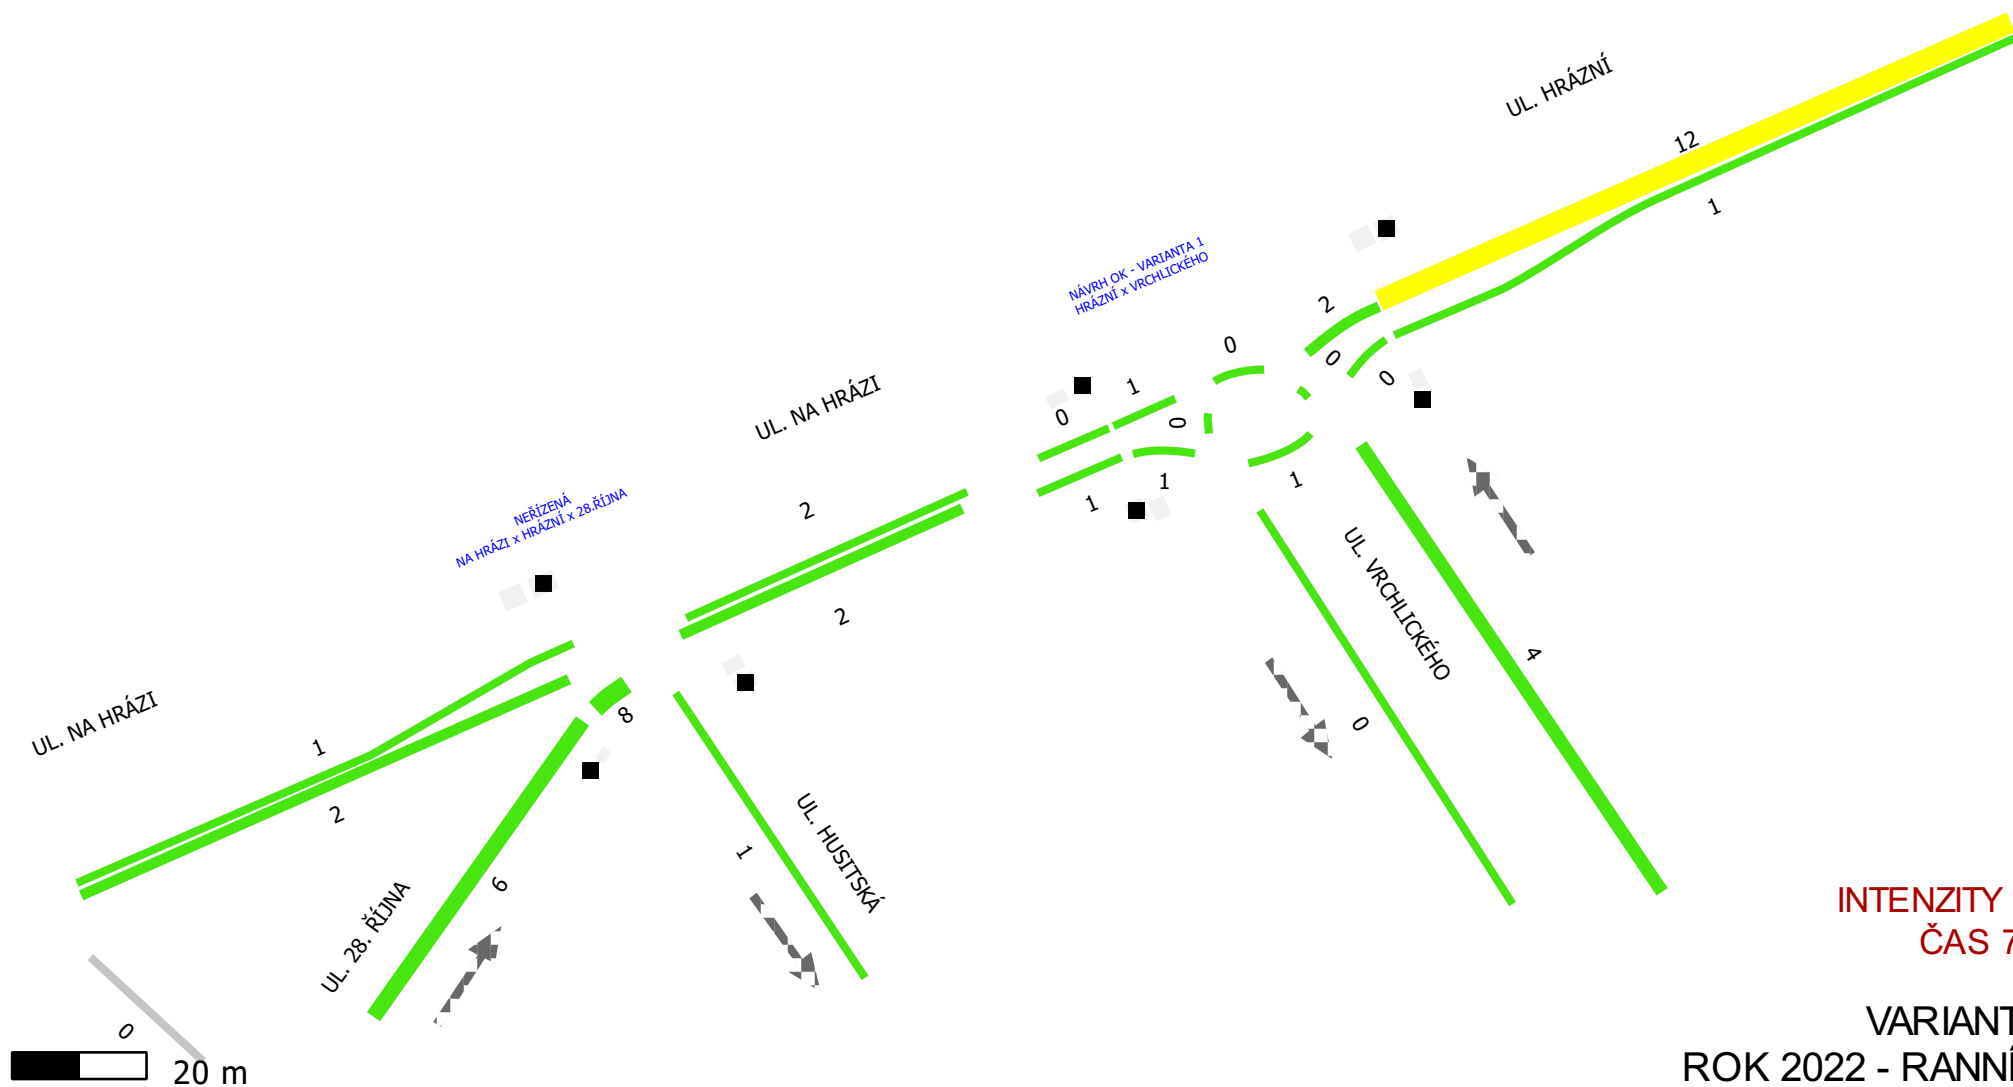 UL. HRÁZNÍ
12
1
NÁVRH OK - VARIANTA 1
HRÁZNÍ x VRCHLICKÉHO
2
0
0
0
UL. NA HRÁZI
1
0
0
1
1
1
NEŘÍZENÁ
NA HRÁZI x HRÁZNÍ x 28.ŘÍJNA
2
2
UL. VRCHLICKÉHO
4
0
UL. NA HRÁZI
1
2
8
UL. HUSITSKÁ
1
UL. 28. ŘÍJNA
6
0
20 m
INTENZITY
ČAS 7
VARIANT
ROK 2022 - RANNÍ